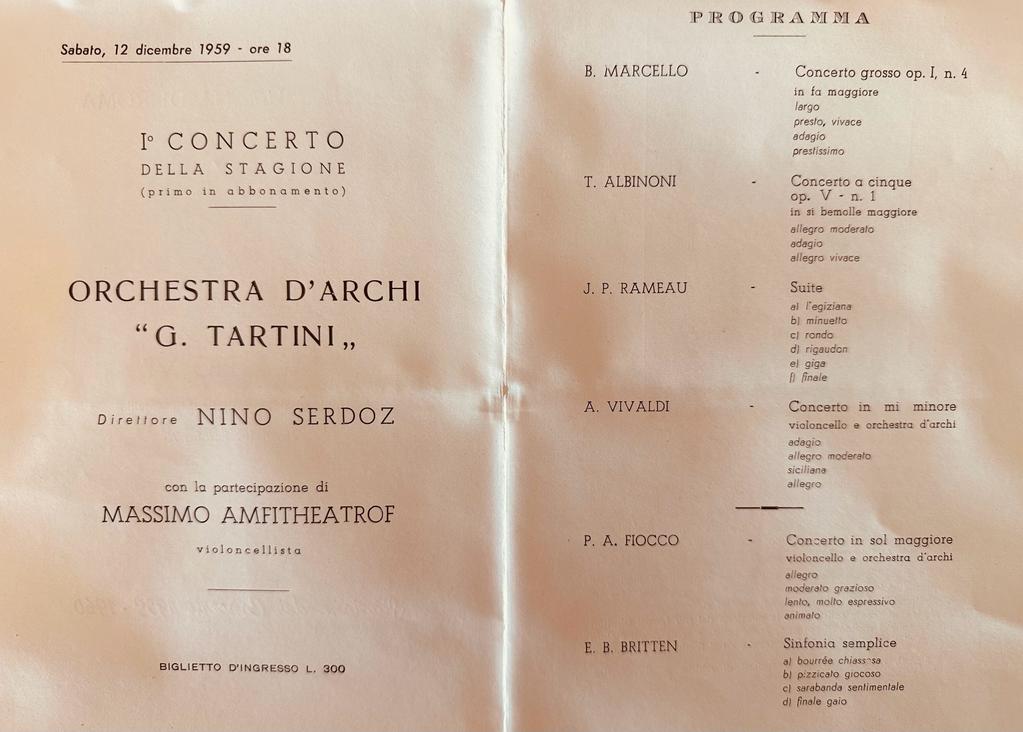 Sabato, 12 dicembre 1959 - ore 18
I° CONCERTO
DELLA STAGIONE
(primo in abbonamento)
ORCHESTRA D'ARCHI
“G. TARTINI„
Direttore NINO SERDOZ
con la partecipazione di
MASSIMO AMFITHEATROF
violoncellista
BIGLIETTO D'INGRESSO L. 300
PROGRAMMA
B. MARCELLO - Concerto grosso op. I, n. 4
in fa maggiore
largo
presto, vivace
adagio
prestissimo
T. ALBINONI - Concerto a cinque
op. V - n. 1
in si bemolle maggiore
allegro moderato
adagio
allegro vivace
J. P. RAMEAU - Suite
a) l'egiziana
b) minuetto
c) rondo
d) rigaudon
e) giga
f) finale
A. VIVALDI - Concerto in mi minore
violoncello e orchestra d'archi
adagio
allegro moderato
siciliana
allegro
P. A. FIOCCO - Concerto in sol maggiore
violoncello e orchestra d'archi
allegro
moderato grazioso
lento, molto espressivo
animato
E. B. BRITTEN - Sinfonia semplice
a) bourrée chiassosa
b) pizzicato giocoso
c) sarabanda sentimentale
d) finale gaio